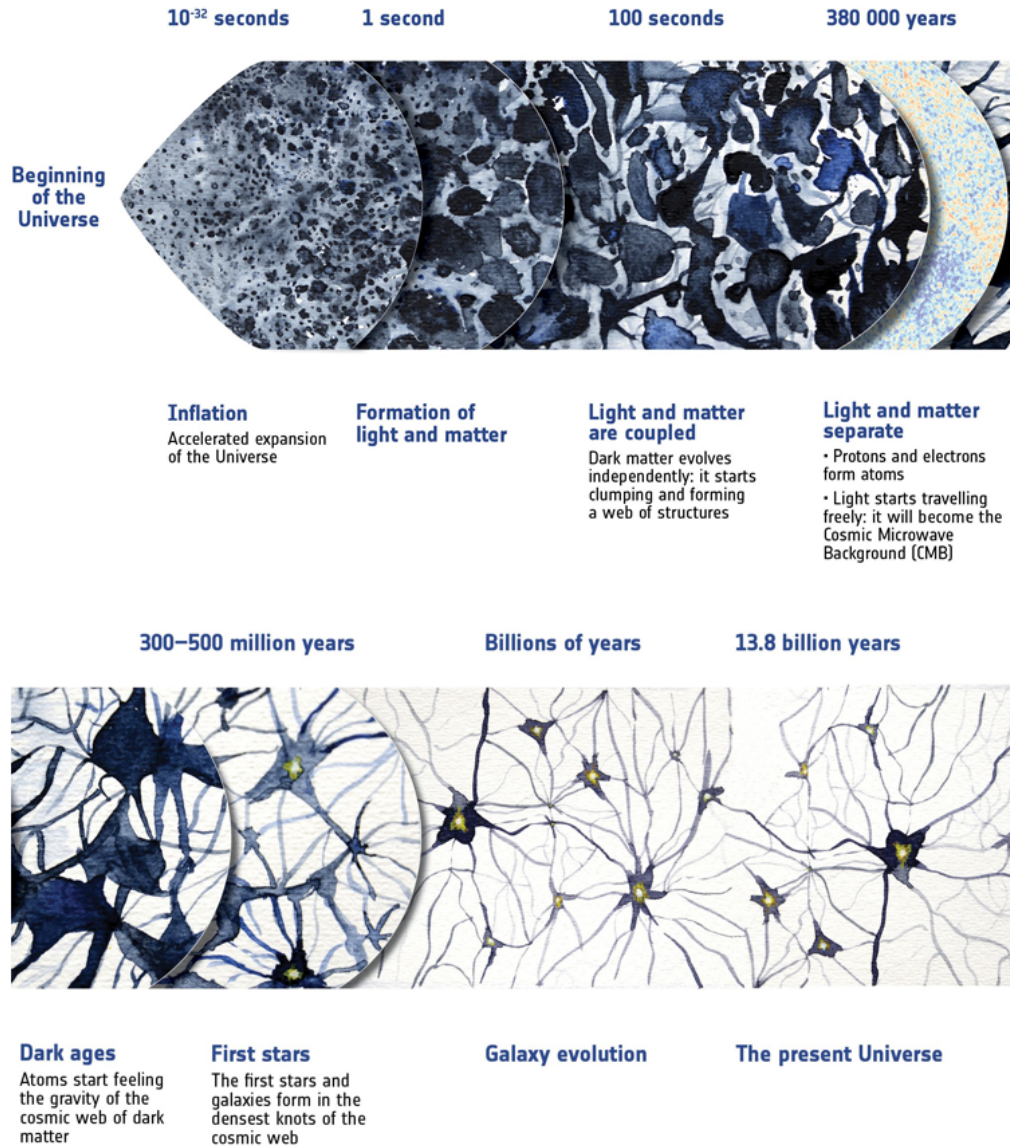 10⁻³² seconds
1 second
100 seconds
380 000 years
Beginning
of the
Universe
Inflation
Accelerated expansion
of the Universe
Formation of
light and matter
Light and matter
are coupled
Dark matter evolves
independently: it starts
clumping and forming
a web of structures
Light and matter
separate
• Protons and electrons
form atoms
• Light starts travelling
freely: it will become the
Cosmic Microwave
Background (CMB)
300–500 million years
Billions of years
13.8 billion years
Dark ages
Atoms start feeling
the gravity of the
cosmic web of dark
matter
First stars
The first stars and
galaxies form in the
densest knots of the
cosmic web
Galaxy evolution
The present Universe